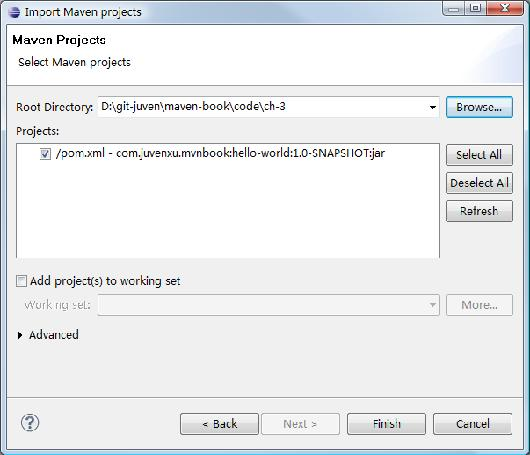 Import Maven projects
Maven Projects
Select Maven projects
Root Directory: D:\git-juven\maven-book\code\ch-3 Browse...
Projects:
/pom.xml - com.juvenxu.mvnbook:hello-world:1.0-SNAPSHOT:jar
Select All
Deselect All
Refresh
Add project(s) to working set
Working set: More...
Advanced
? < Back Next > Finish Cancel